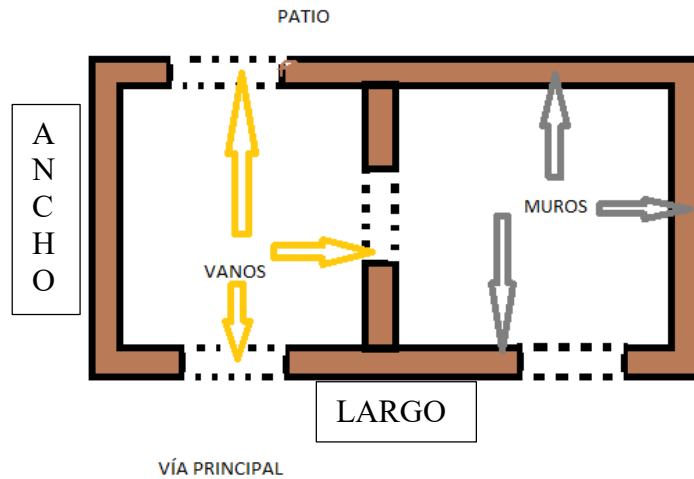 PATIO
A
N
C
H
O
MUROS
VANOS
LARGO
VÍA PRINCIPAL